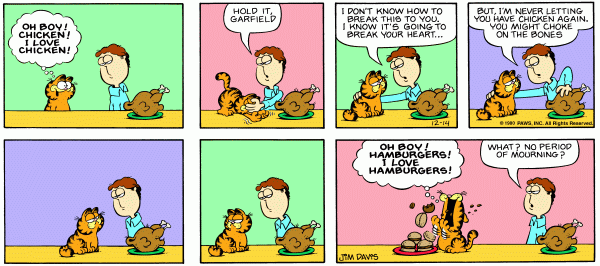 OH BOY!
CHICKEN!
I LOVE
CHICKEN!
HOLD IT,
GARFIELD
I DON'T KNOW HOW TO
BREAK THIS TO YOU.
I KNOW IT'S GOING TO
BREAK YOUR HEART...
12-14
BUT, I'M NEVER LETTING
YOU HAVE CHICKEN AGAIN.
YOU MIGHT CHOKE
ON THE BONES
© 1980 PAWS, INC. All Rights Reserved.
OH BOY!
HAMBURGERS!
I LOVE
HAMBURGERS!
WHAT? NO PERIOD
OF MOURNING?
JIM DAVIS